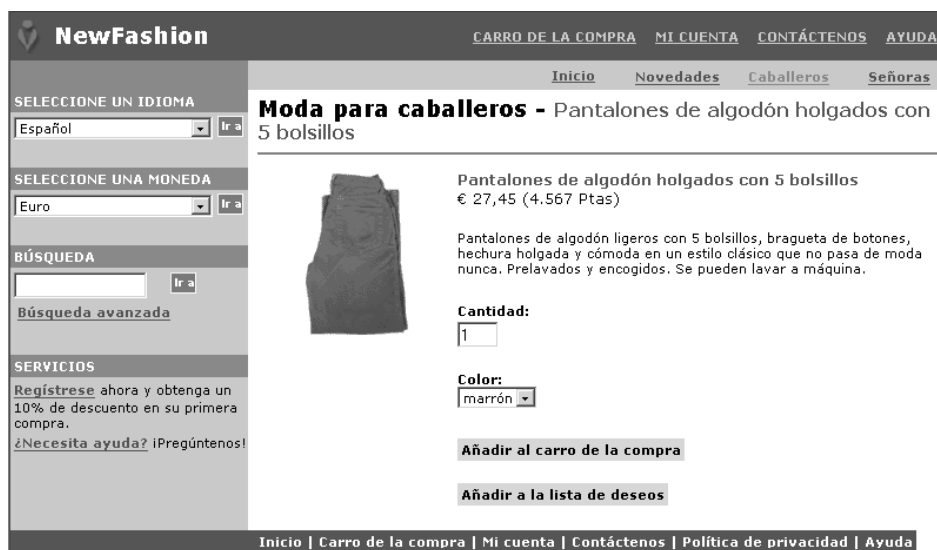 NewFashion
CARRO DE LA COMPRA MI CUENTA CONTÁCTENOS AYUDA
Inicio Novedades Caballeros Señoras
SELECCIONE UN IDIOMA
Español Ir a
SELECCIONE UNA MONEDA
Euro Ir a
BÚSQUEDA
Ir a
Búsqueda avanzada
SERVICIOS
Regístrese ahora y obtenga un
10% de descuento en su primera
compra.
¿Necesita ayuda? ¡Pregúntenos!
Moda para caballeros - Pantalones de algodón holgados con
5 bolsillos
Pantalones de algodón holgados con 5 bolsillos
€ 27,45 (4.567 Ptas)
Pantalones de algodón ligeros con 5 bolsillos, bragueta de botones,
hechura holgada y cómoda en un estilo clásico que no pasa de moda
nunca. Prelavados y encogidos. Se pueden lavar a máquina.
Cantidad:
1
Color:
marrón
Añadir al carro de la compra
Añadir a la lista de deseos
Inicio | Carro de la compra | Mi cuenta | Contáctenos | Política de privacidad | Ayuda